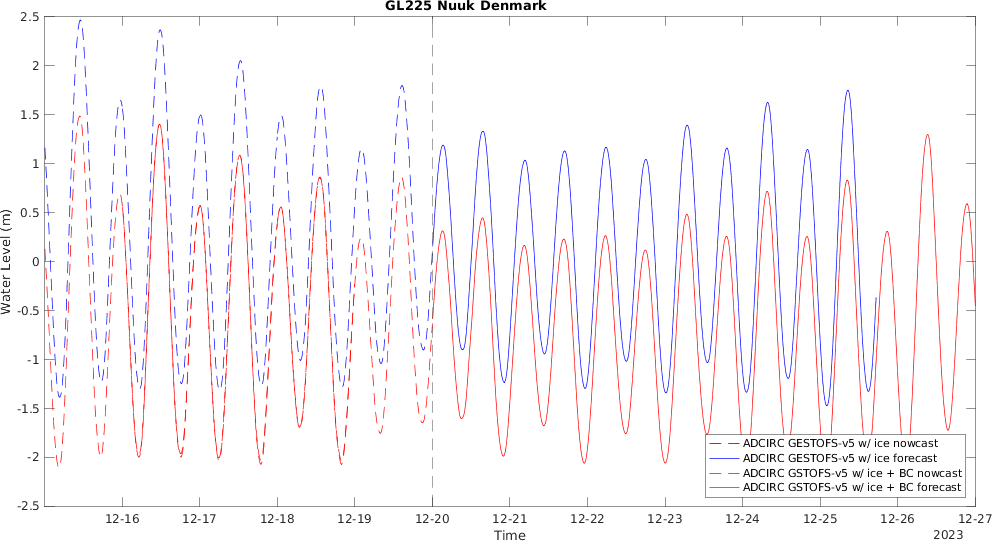 GL225 Nuuk Denmark
Water Level (m)
2.5
2
1.5
1
0.5
0
-0.5
-1
-1.5
-2
-2.5
ADCIRC GESTOFS-v5 w/ ice nowcast
ADCIRC GESTOFS-v5 w/ ice forecast
ADCIRC GSTOFS-v5 w/ ice + BC nowcast
ADCIRC GSTOFS-v5 w/ ice + BC forecast
12-16 12-17 12-18 12-19 12-20 12-21 12-22 12-23 12-24 12-25 12-26 12-27
Time
2023